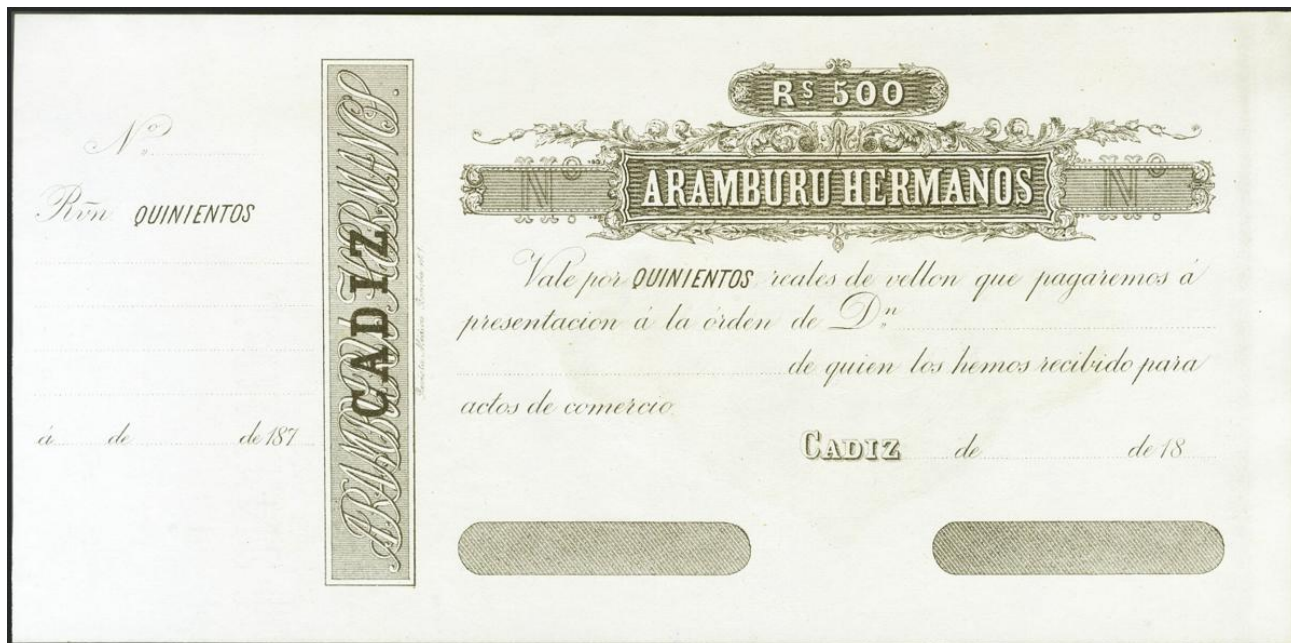 Nº
Rvn QUINIENTOS
á de de 187
ARAMBURU HERMANOS.
CADIZ
RS 500
Nº ARAMBURU HERMANOS Nº
Vale por QUINIENTOS reales de vellon que pagaremos á
presentacion á la órden de Dn
de quien los hemos recibido para
actos de comercio
CADIZ de de 18